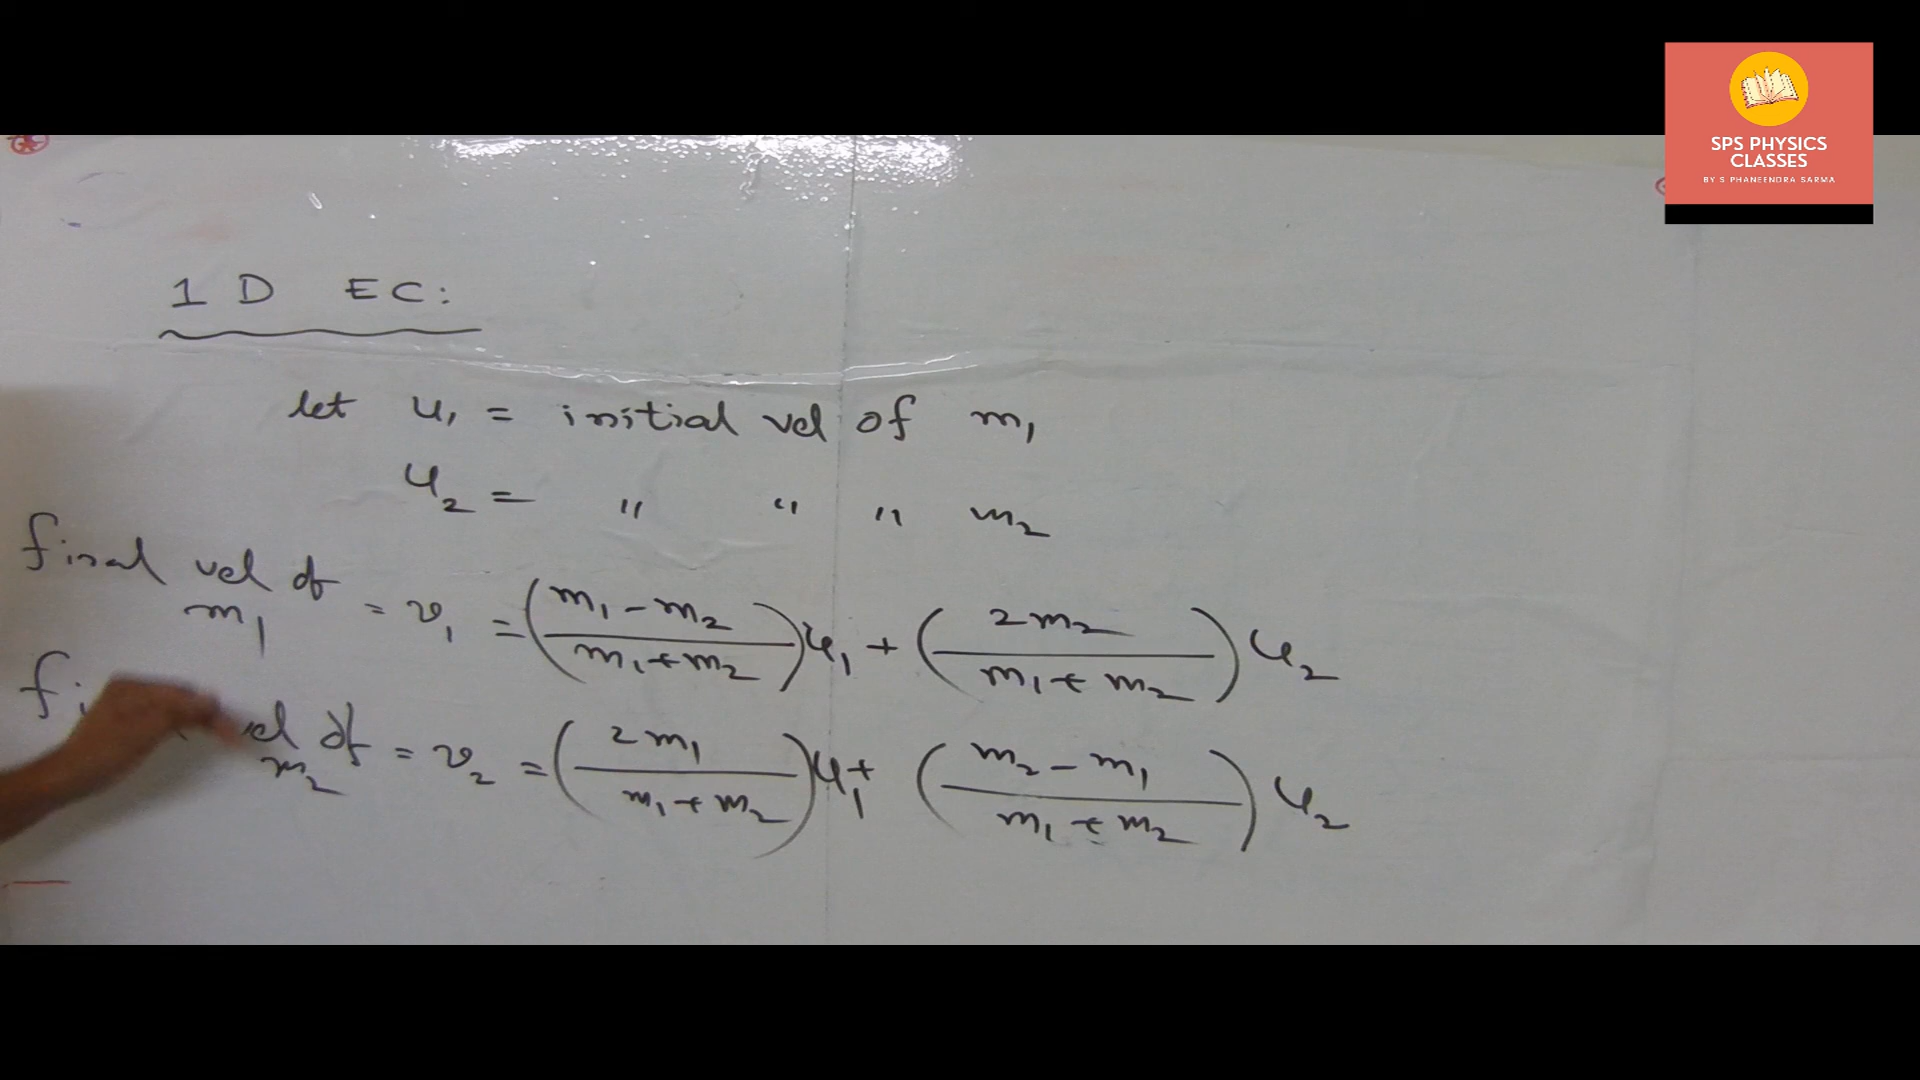 SPS PHYSICS
CLASSES
BY S PHANEENDRA SARMA
1 D EC:
let u₁ = initial vel of m₁
u₂ = " " " m₂
final vel of m₁ = v₁ = ((m₁ - m₂)/(m₁ + m₂)) u₁ + (2m₂/(m₁ + m₂)) u₂
vel of m₂ = v₂ = (2m₁/(m₁ + m₂)) u₁ + ((m₂ - m₁)/(m₁ + m₂)) u₂